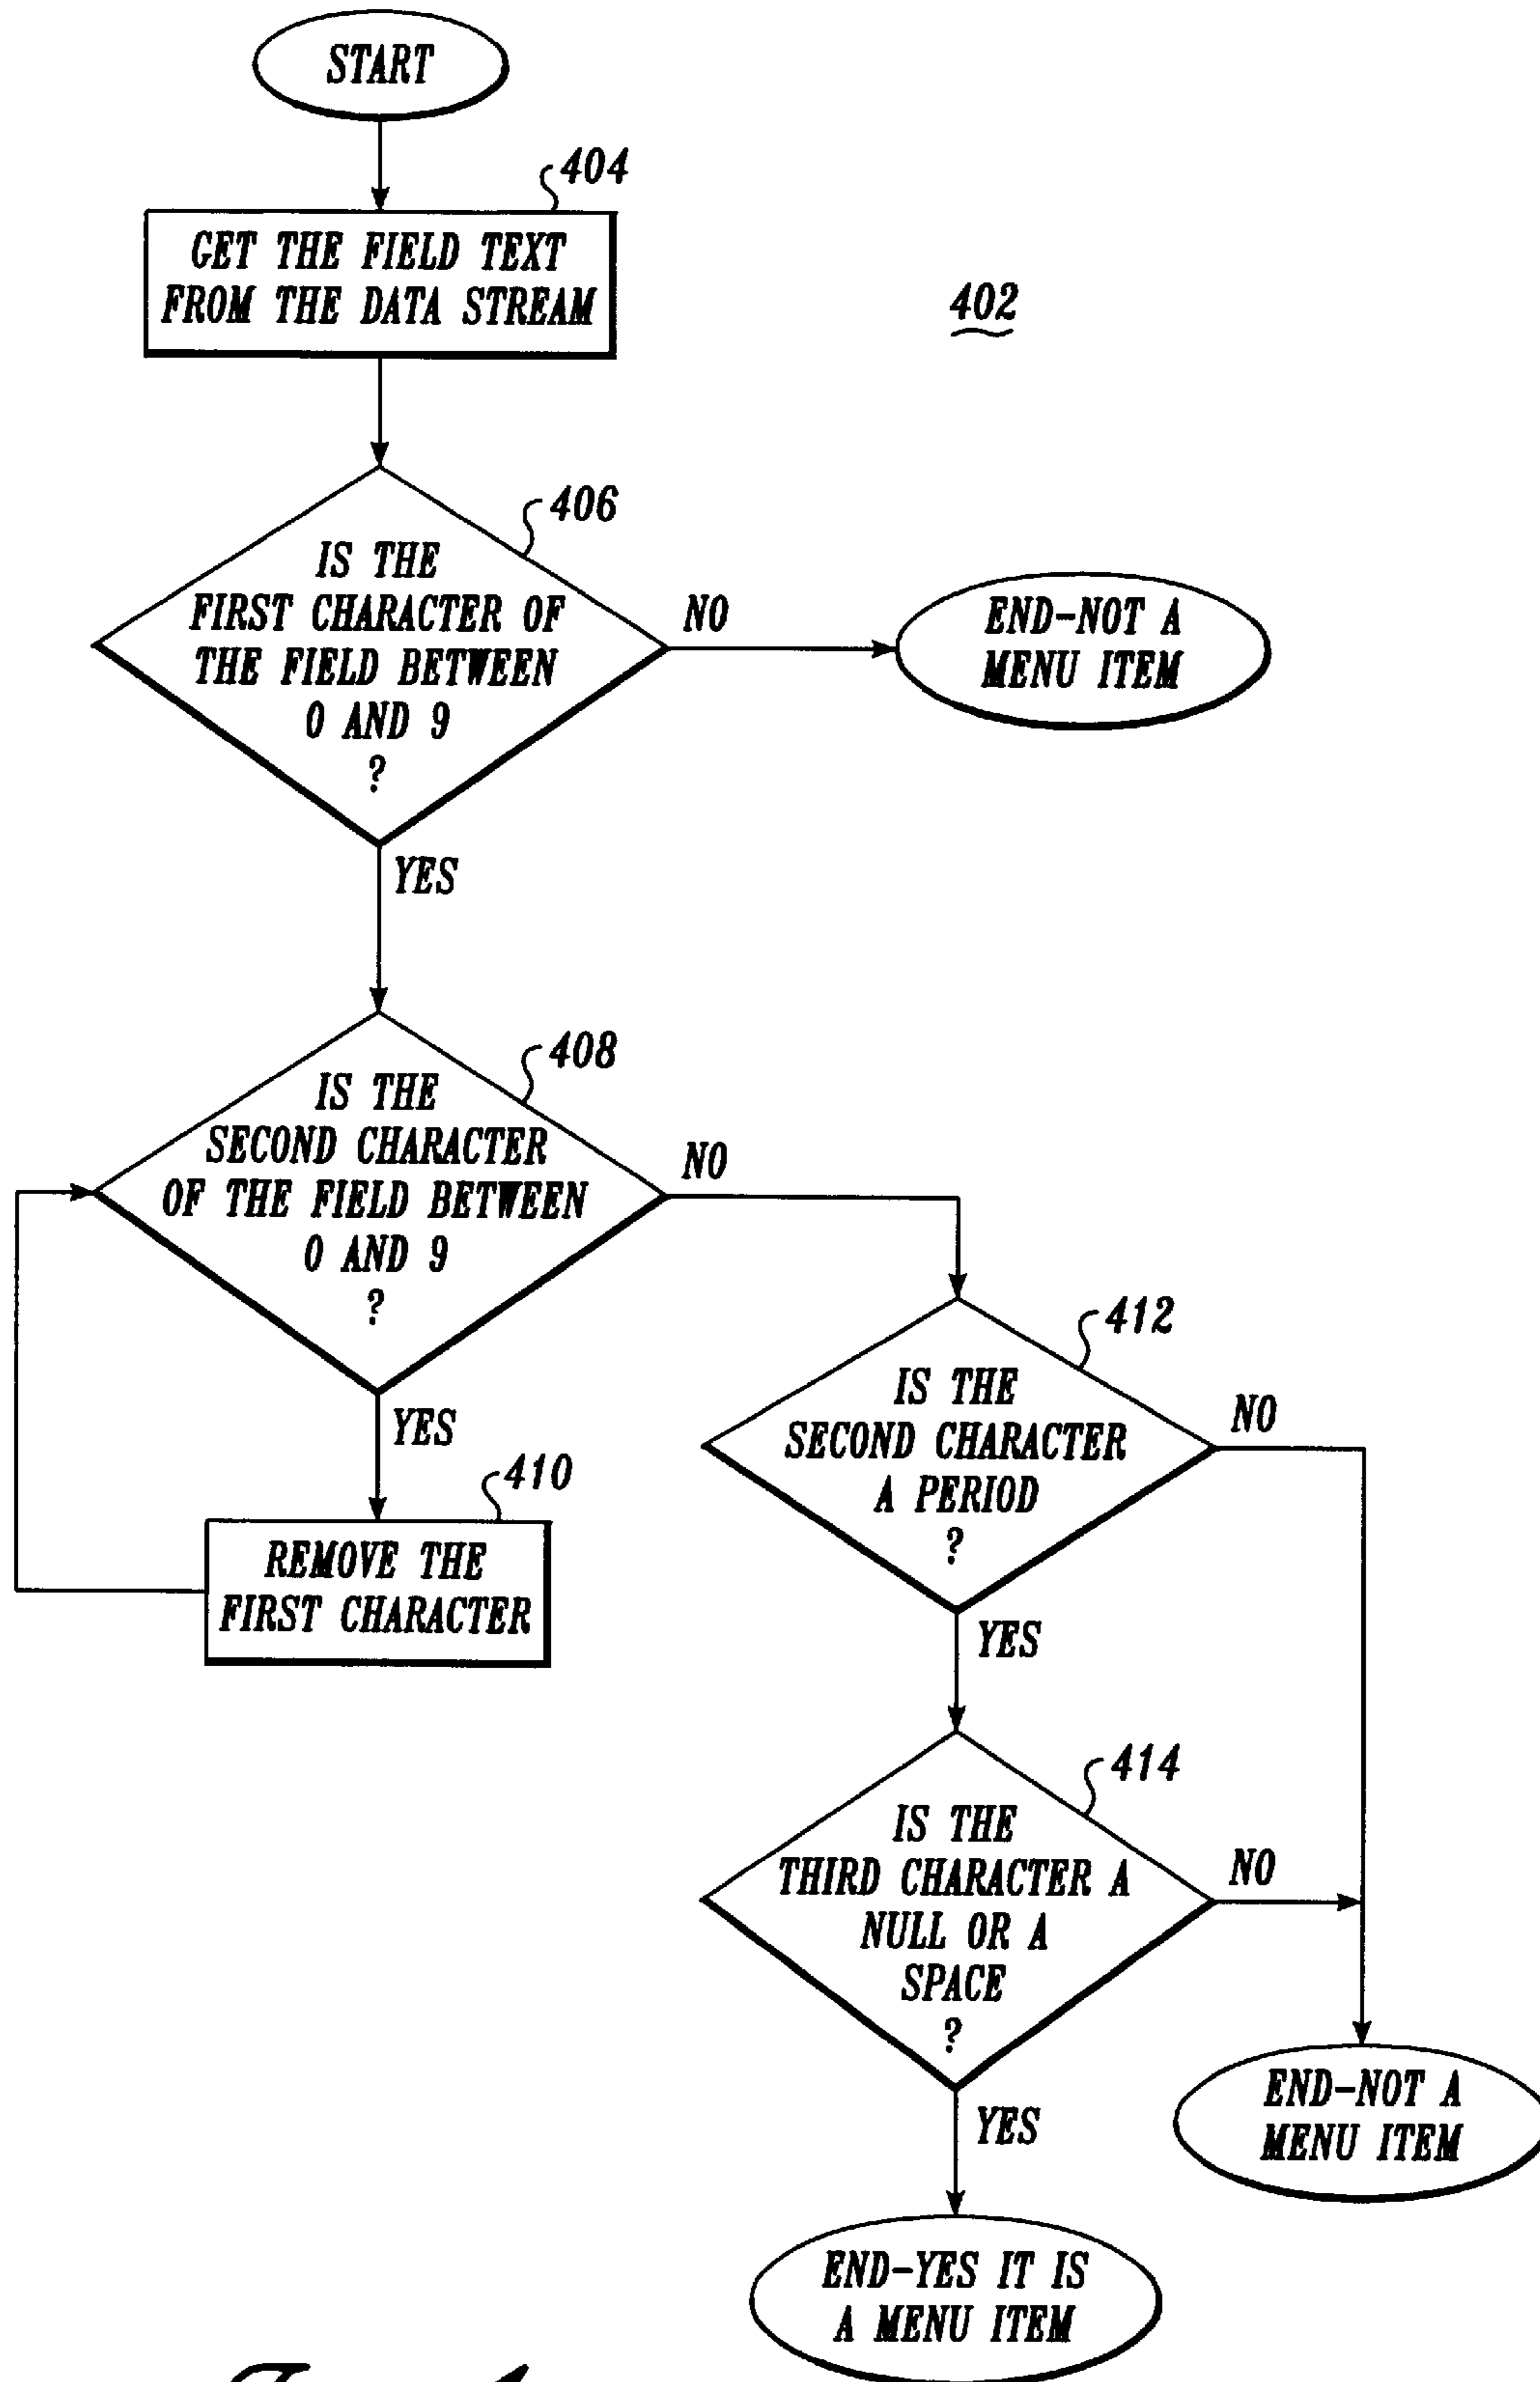 START
404
GET THE FIELD TEXT
FROM THE DATA STREAM
402
406
IS THE
FIRST CHARACTER OF
THE FIELD BETWEEN
0 AND 9
?
NO
END-NOT A
MENU ITEM
YES
408
IS THE
SECOND CHARACTER
OF THE FIELD BETWEEN
0 AND 9
?
NO
YES
410
REMOVE THE
FIRST CHARACTER
412
IS THE
SECOND CHARACTER
A PERIOD
?
NO
YES
414
IS THE
THIRD CHARACTER A
NULL OR A
SPACE
?
NO
YES
END-NOT A
MENU ITEM
END-YES IT IS
A MENU ITEM